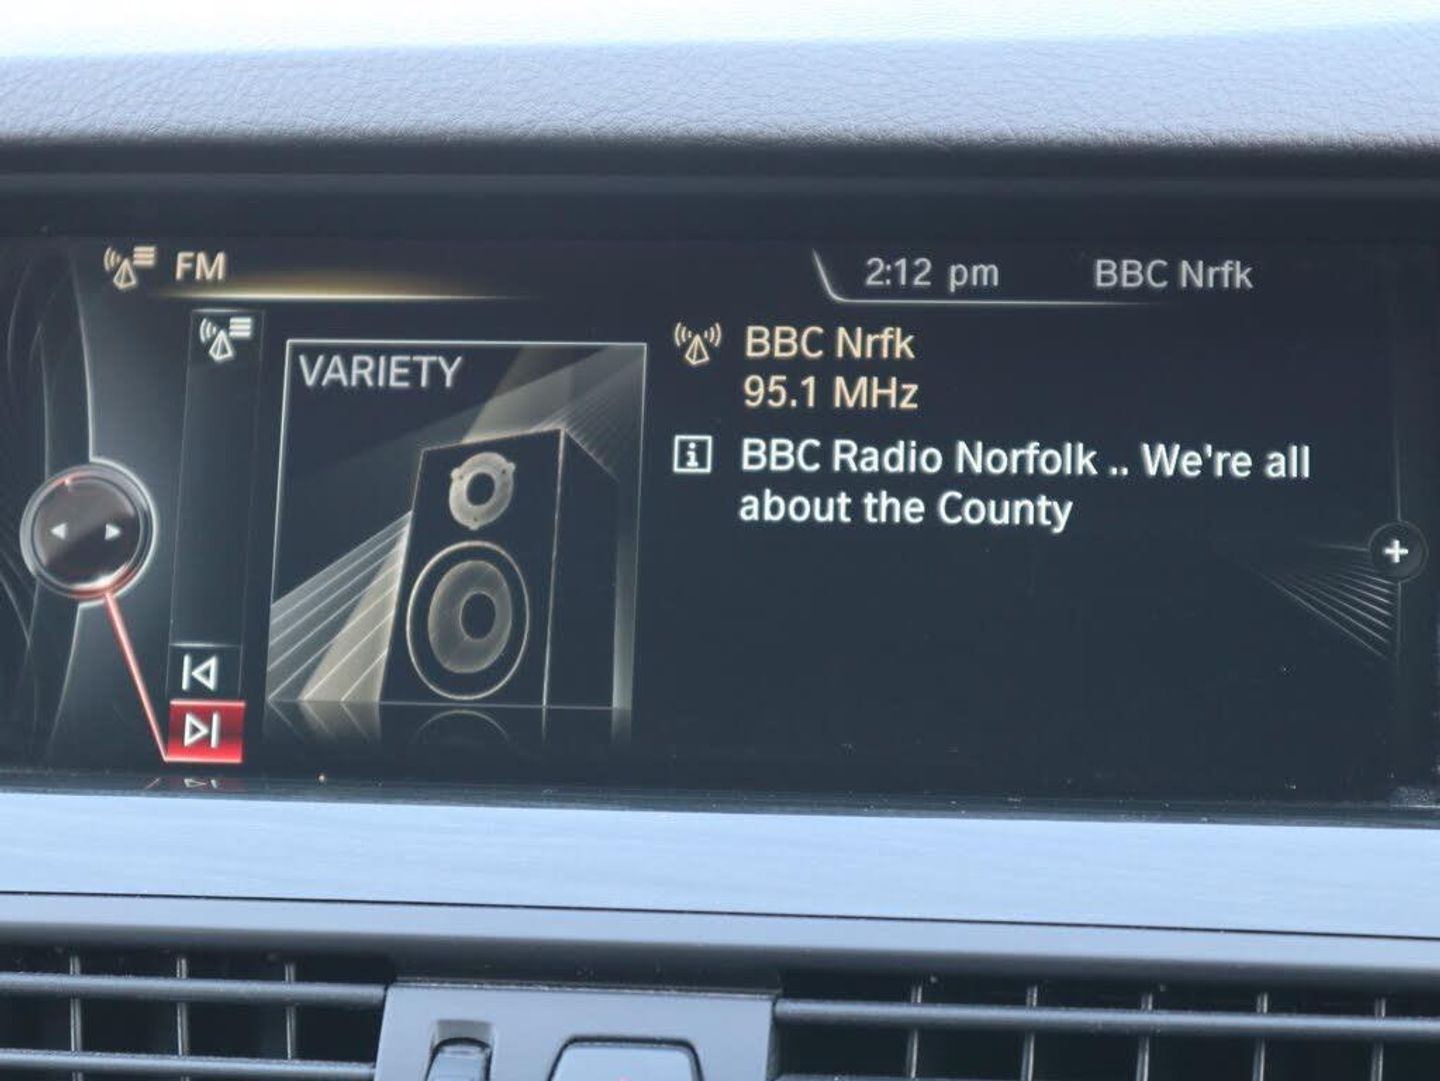 FM
2:12 pm
BBC Nrfk
VARIETY
BBC Nrfk
95.1 MHz
BBC Radio Norfolk .. We're all
about the County